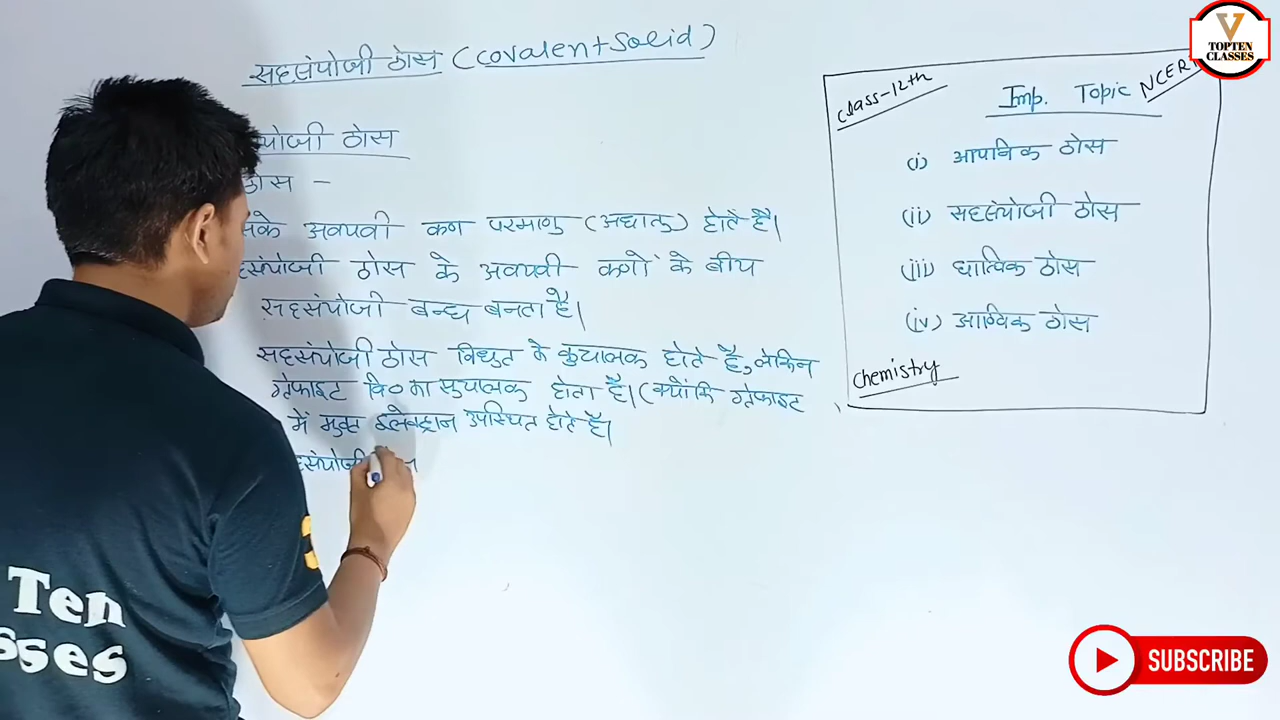 सहसंयोजी ठोस (Covalent Solid)
योजी ठोस
ठोस -
सके अवयवी कण परमाणु (अधातु) होते है।
संयोजी ठोस के अवयवी कणों के बीच
सहसंयोजी बन्ध बनता है।
सहसंयोजी ठोस विधुत के कुचालक होते है, लेकिन
ग्रेफाइट वि० का सुचालक होता है। (क्योंकि ग्रेफाइट
में मुक्त इलेक्ट्रान उपस्थित होते है।
संयोजी
Class-12th
NCERT
Imp. Topic
(i) आयनिक ठोस
(ii) सहसंयोजी ठोस
(iii) धात्विक ठोस
(iv) आण्विक ठोस
Chemistry
V
TOPTEN
CLASSES
Ten
sses
SUBSCRIBE